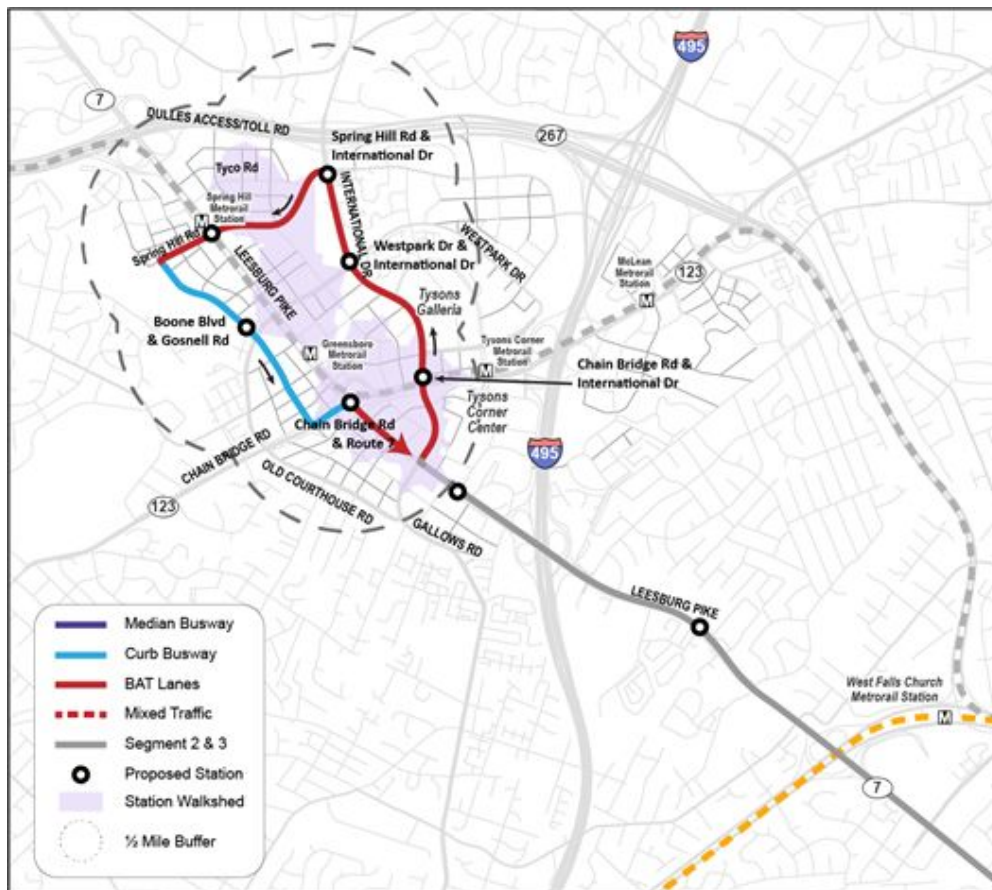 495
7
DULLES ACCESS/TOLL RD
267
Spring Hill Rd &
International Dr
Tyco Rd
Spring Hill
Metrorail
Station
M
INTERNATIONAL DR
Spring Hill Rd
Westpark Dr &
International Dr
WESTPARK DR
McLean
Metrorail
Station
M
123
LEESBURG PIKE
Tysons
Galleria
Boone Blvd
& Gosnell Rd
Greensboro
Metrorail
Station
M
Tysons Corner
Metrorail
Station
M
Chain Bridge Rd &
International Dr
Tysons
Corner
Center
Chain Bridge Rd
& Route 7
CHAIN BRIDGE RD
495
OLD COURTHOUSE RD
123
GALLOWS RD
LEESBURG PIKE
West Falls Church
Metrorail Station
M
7
Median Busway
Curb Busway
BAT Lanes
Mixed Traffic
Segment 2 & 3
Proposed Station
Station Walkshed
½ Mile Buffer